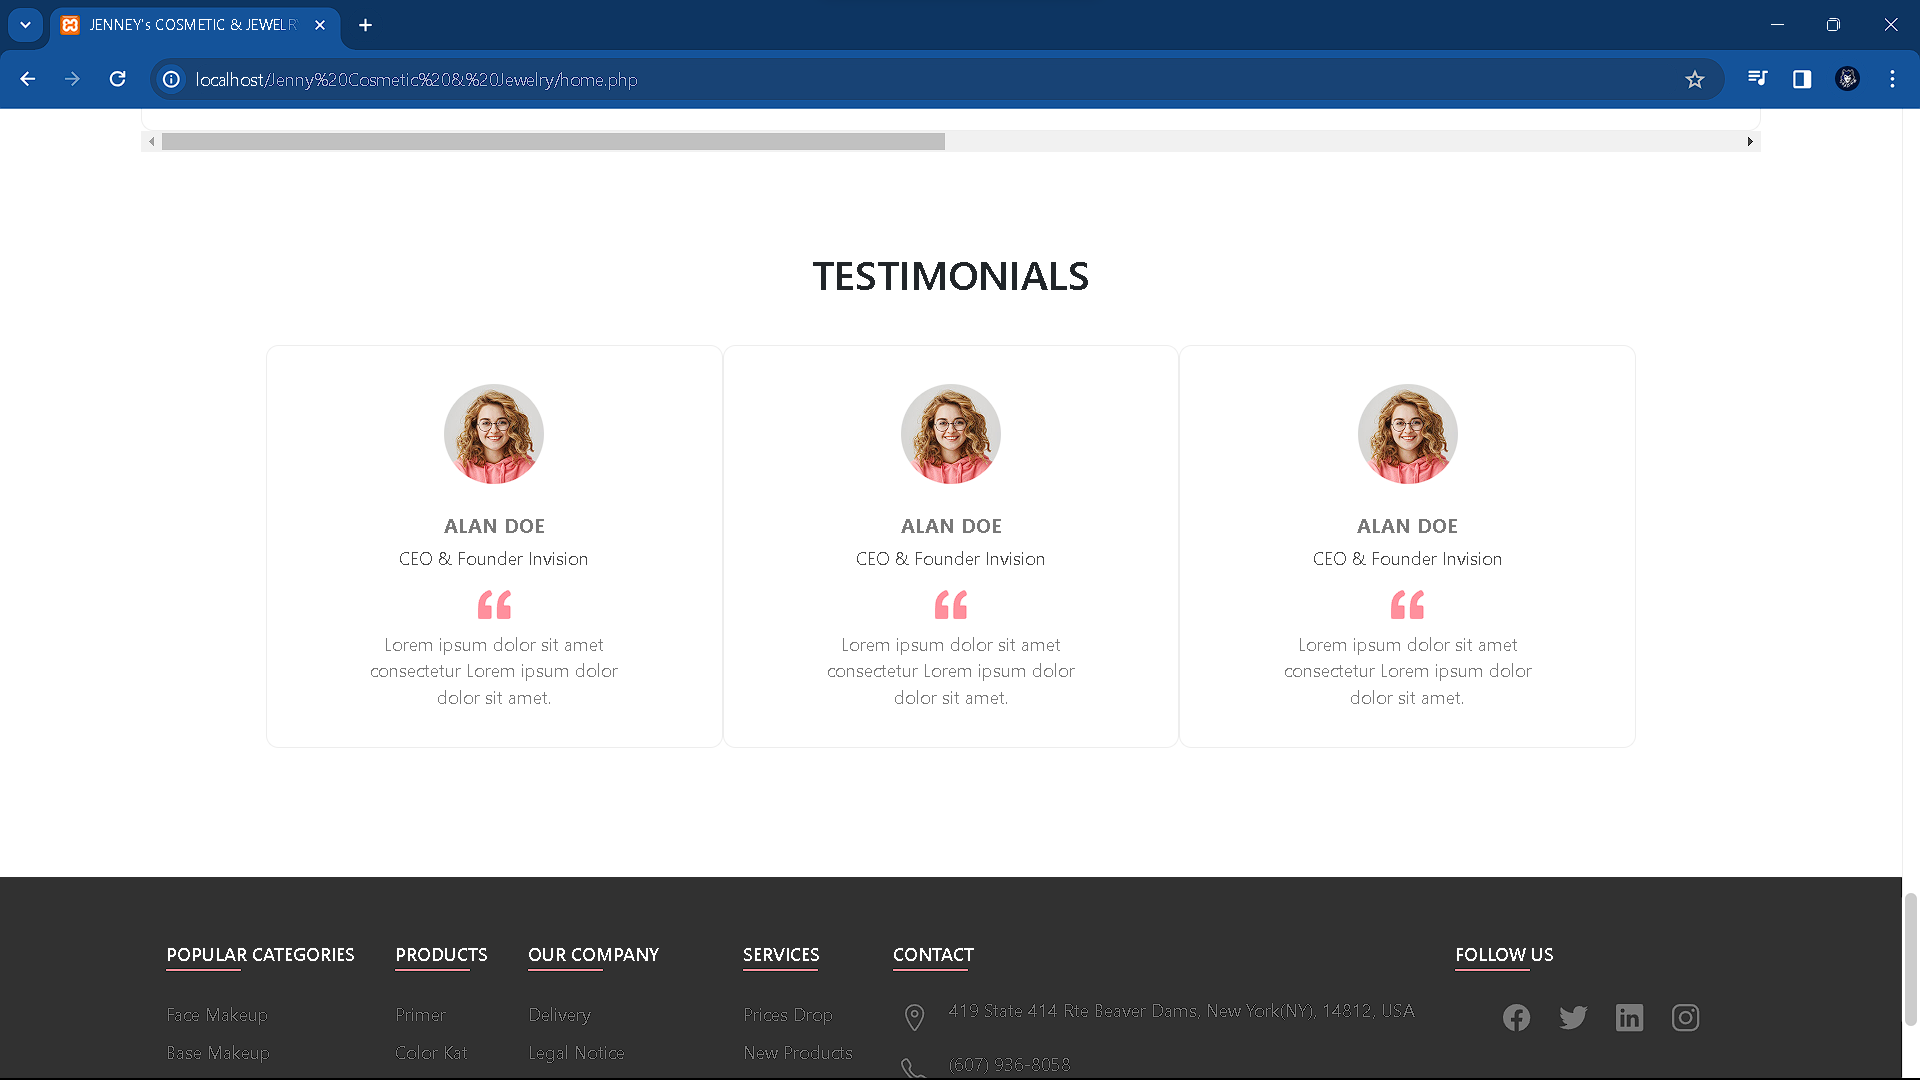 JENNEY's COSMETIC & JEWELR
localhost/Jenny%20Cosmetic%20&%20Jewelry/home.php
TESTIMONIALS
ALAN DOE
CEO & Founder Invision
Lorem ipsum dolor sit amet
consectetur Lorem ipsum dolor
dolor sit amet.
ALAN DOE
CEO & Founder Invision
Lorem ipsum dolor sit amet
consectetur Lorem ipsum dolor
dolor sit amet.
ALAN DOE
CEO & Founder Invision
Lorem ipsum dolor sit amet
consectetur Lorem ipsum dolor
dolor sit amet.
POPULAR CATEGORIES
Face Makeup
Base Makeup
PRODUCTS
Primer
Color Kat
OUR COMPANY
Delivery
Legal Notice
SERVICES
Prices Drop
New Products
CONTACT
419 State 414 Rte Beaver Dams, New York(NY), 14812, USA
(607) 936-8058
FOLLOW US